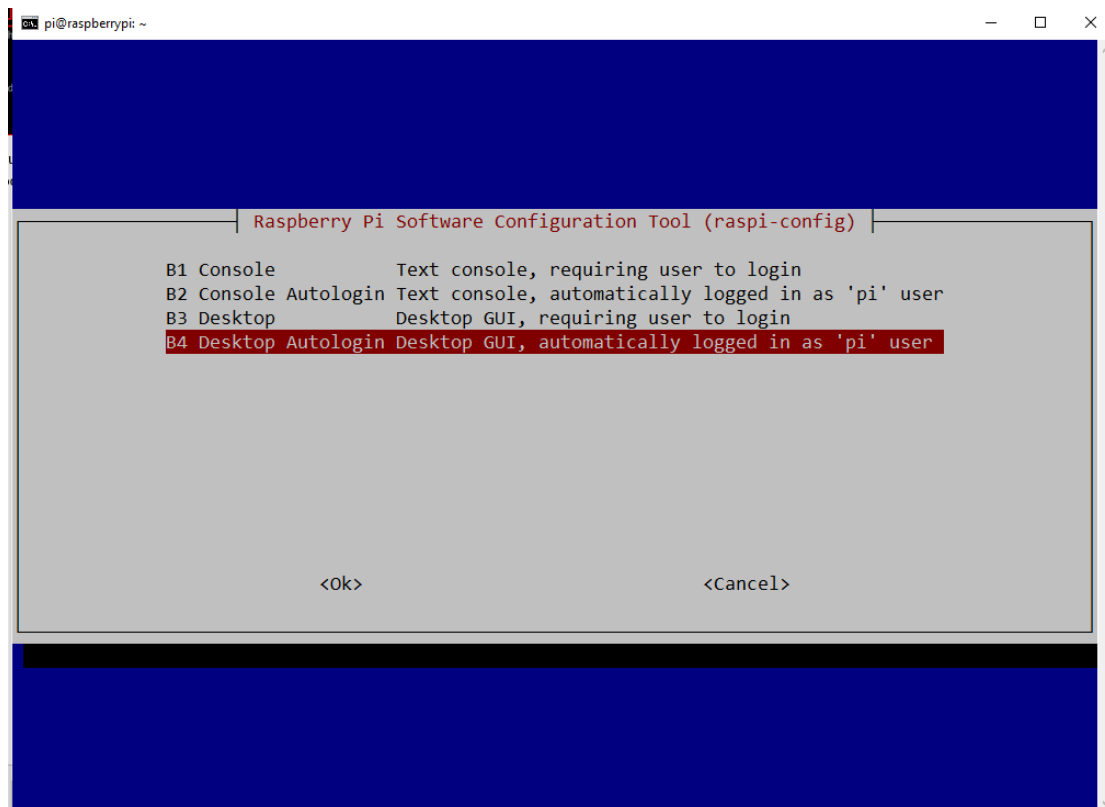 pi@raspberrypi: ~
Raspberry Pi Software Configuration Tool (raspi-config)
B1 Console Text console, requiring user to login
B2 Console Autologin Text console, automatically logged in as 'pi' user
B3 Desktop Desktop GUI, requiring user to login
B4 Desktop Autologin Desktop GUI, automatically logged in as 'pi' user
<Ok> <Cancel>